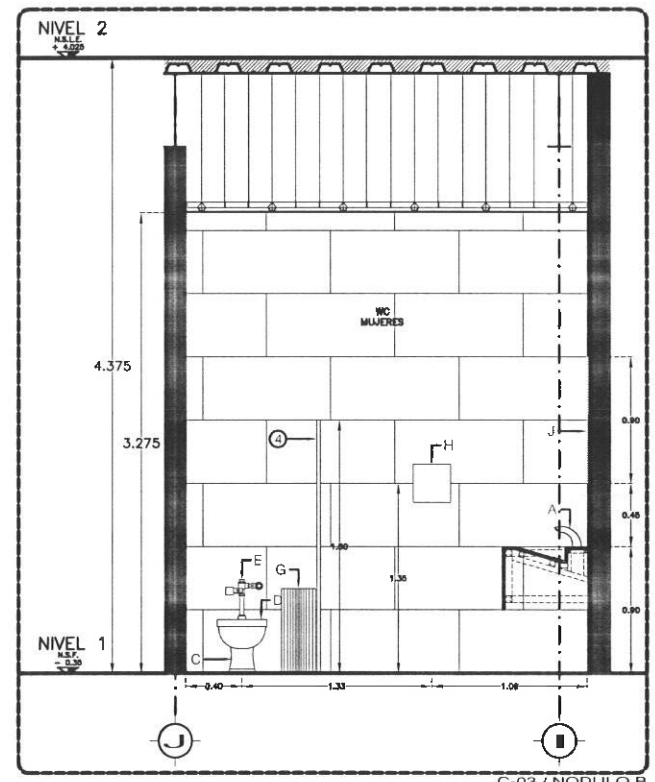 NIVEL 2
N.S.L.E.
+ 4.025
WC
MUJERES
4.375
3.275
4
H
J
0.90
0.45
A
1.80
1.35
0.90
E
G
D
C
NIVEL 1
N.S.F.
- 0.35
0.40
1.33
1.06
J
I
C-03 / NODULO B